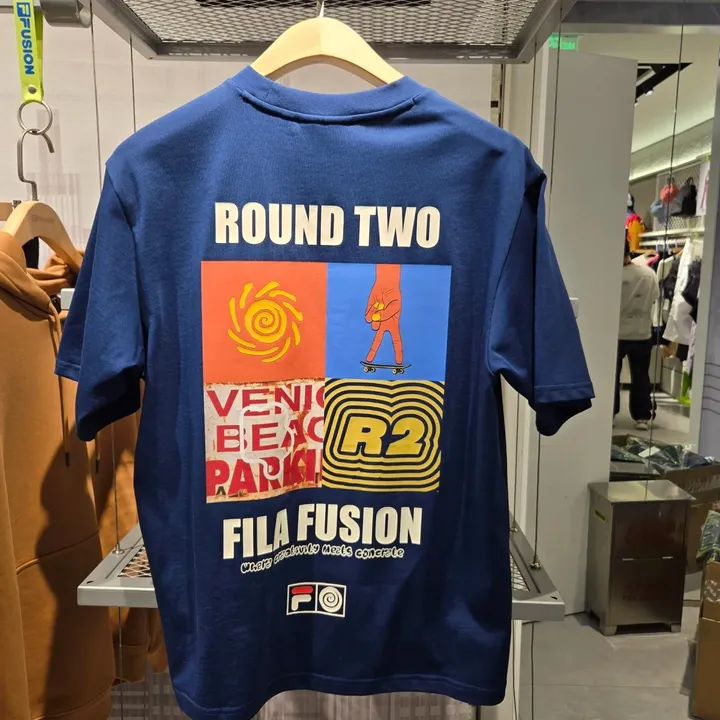 FUSION
ROUND TWO
VENIC
BEAC
PARKI
R2
FILA FUSION
where creativity meets concrete
F